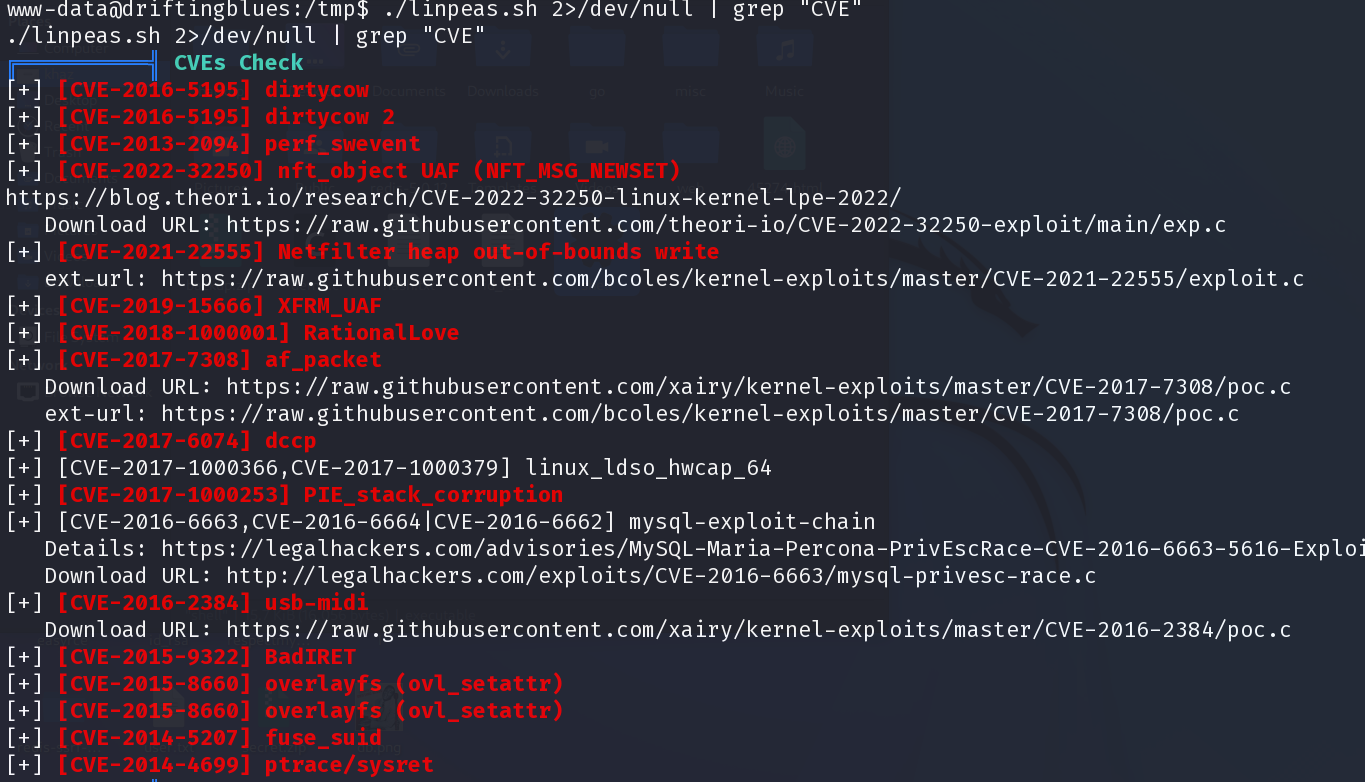 www-data@driftingblues:/tmp$ ./linpeas.sh 2>/dev/null | grep "CVE"
./linpeas.sh 2>/dev/null | grep "CVE"
╔══════════╣ CVEs Check
[+] [CVE-2016-5195] dirtycow
[+] [CVE-2016-5195] dirtycow 2
[+] [CVE-2013-2094] perf_swevent
[+] [CVE-2022-32250] nft_object UAF (NFT_MSG_NEWSET)
https://blog.theori.io/research/CVE-2022-32250-linux-kernel-lpe-2022/
Download URL: https://raw.githubusercontent.com/theori-io/CVE-2022-32250-exploit/main/exp.c
[+] [CVE-2021-22555] Netfilter heap out-of-bounds write
ext-url: https://raw.githubusercontent.com/bcoles/kernel-exploits/master/CVE-2021-22555/exploit.c
[+] [CVE-2019-15666] XFRM_UAF
[+] [CVE-2018-1000001] RationalLove
[+] [CVE-2017-7308] af_packet
Download URL: https://raw.githubusercontent.com/xairy/kernel-exploits/master/CVE-2017-7308/poc.c
ext-url: https://raw.githubusercontent.com/bcoles/kernel-exploits/master/CVE-2017-7308/poc.c
[+] [CVE-2017-6074] dccp
[+] [CVE-2017-1000366,CVE-2017-1000379] linux_ldso_hwcap_64
[+] [CVE-2017-1000253] PIE_stack_corruption
[+] [CVE-2016-6663,CVE-2016-6664|CVE-2016-6662] mysql-exploit-chain
Details: https://legalhackers.com/advisories/MySQL-Maria-Percona-PrivEscRace-CVE-2016-6663-5616-Exploi
Download URL: http://legalhackers.com/exploits/CVE-2016-6663/mysql-privesc-race.c
[+] [CVE-2016-2384] usb-midi
Download URL: https://raw.githubusercontent.com/xairy/kernel-exploits/master/CVE-2016-2384/poc.c
[+] [CVE-2015-9322] BadIRET
[+] [CVE-2015-8660] overlayfs (ovl_setattr)
[+] [CVE-2015-8660] overlayfs (ovl_setattr)
[+] [CVE-2014-5207] fuse_suid
[+] [CVE-2014-4699] ptrace/sysret